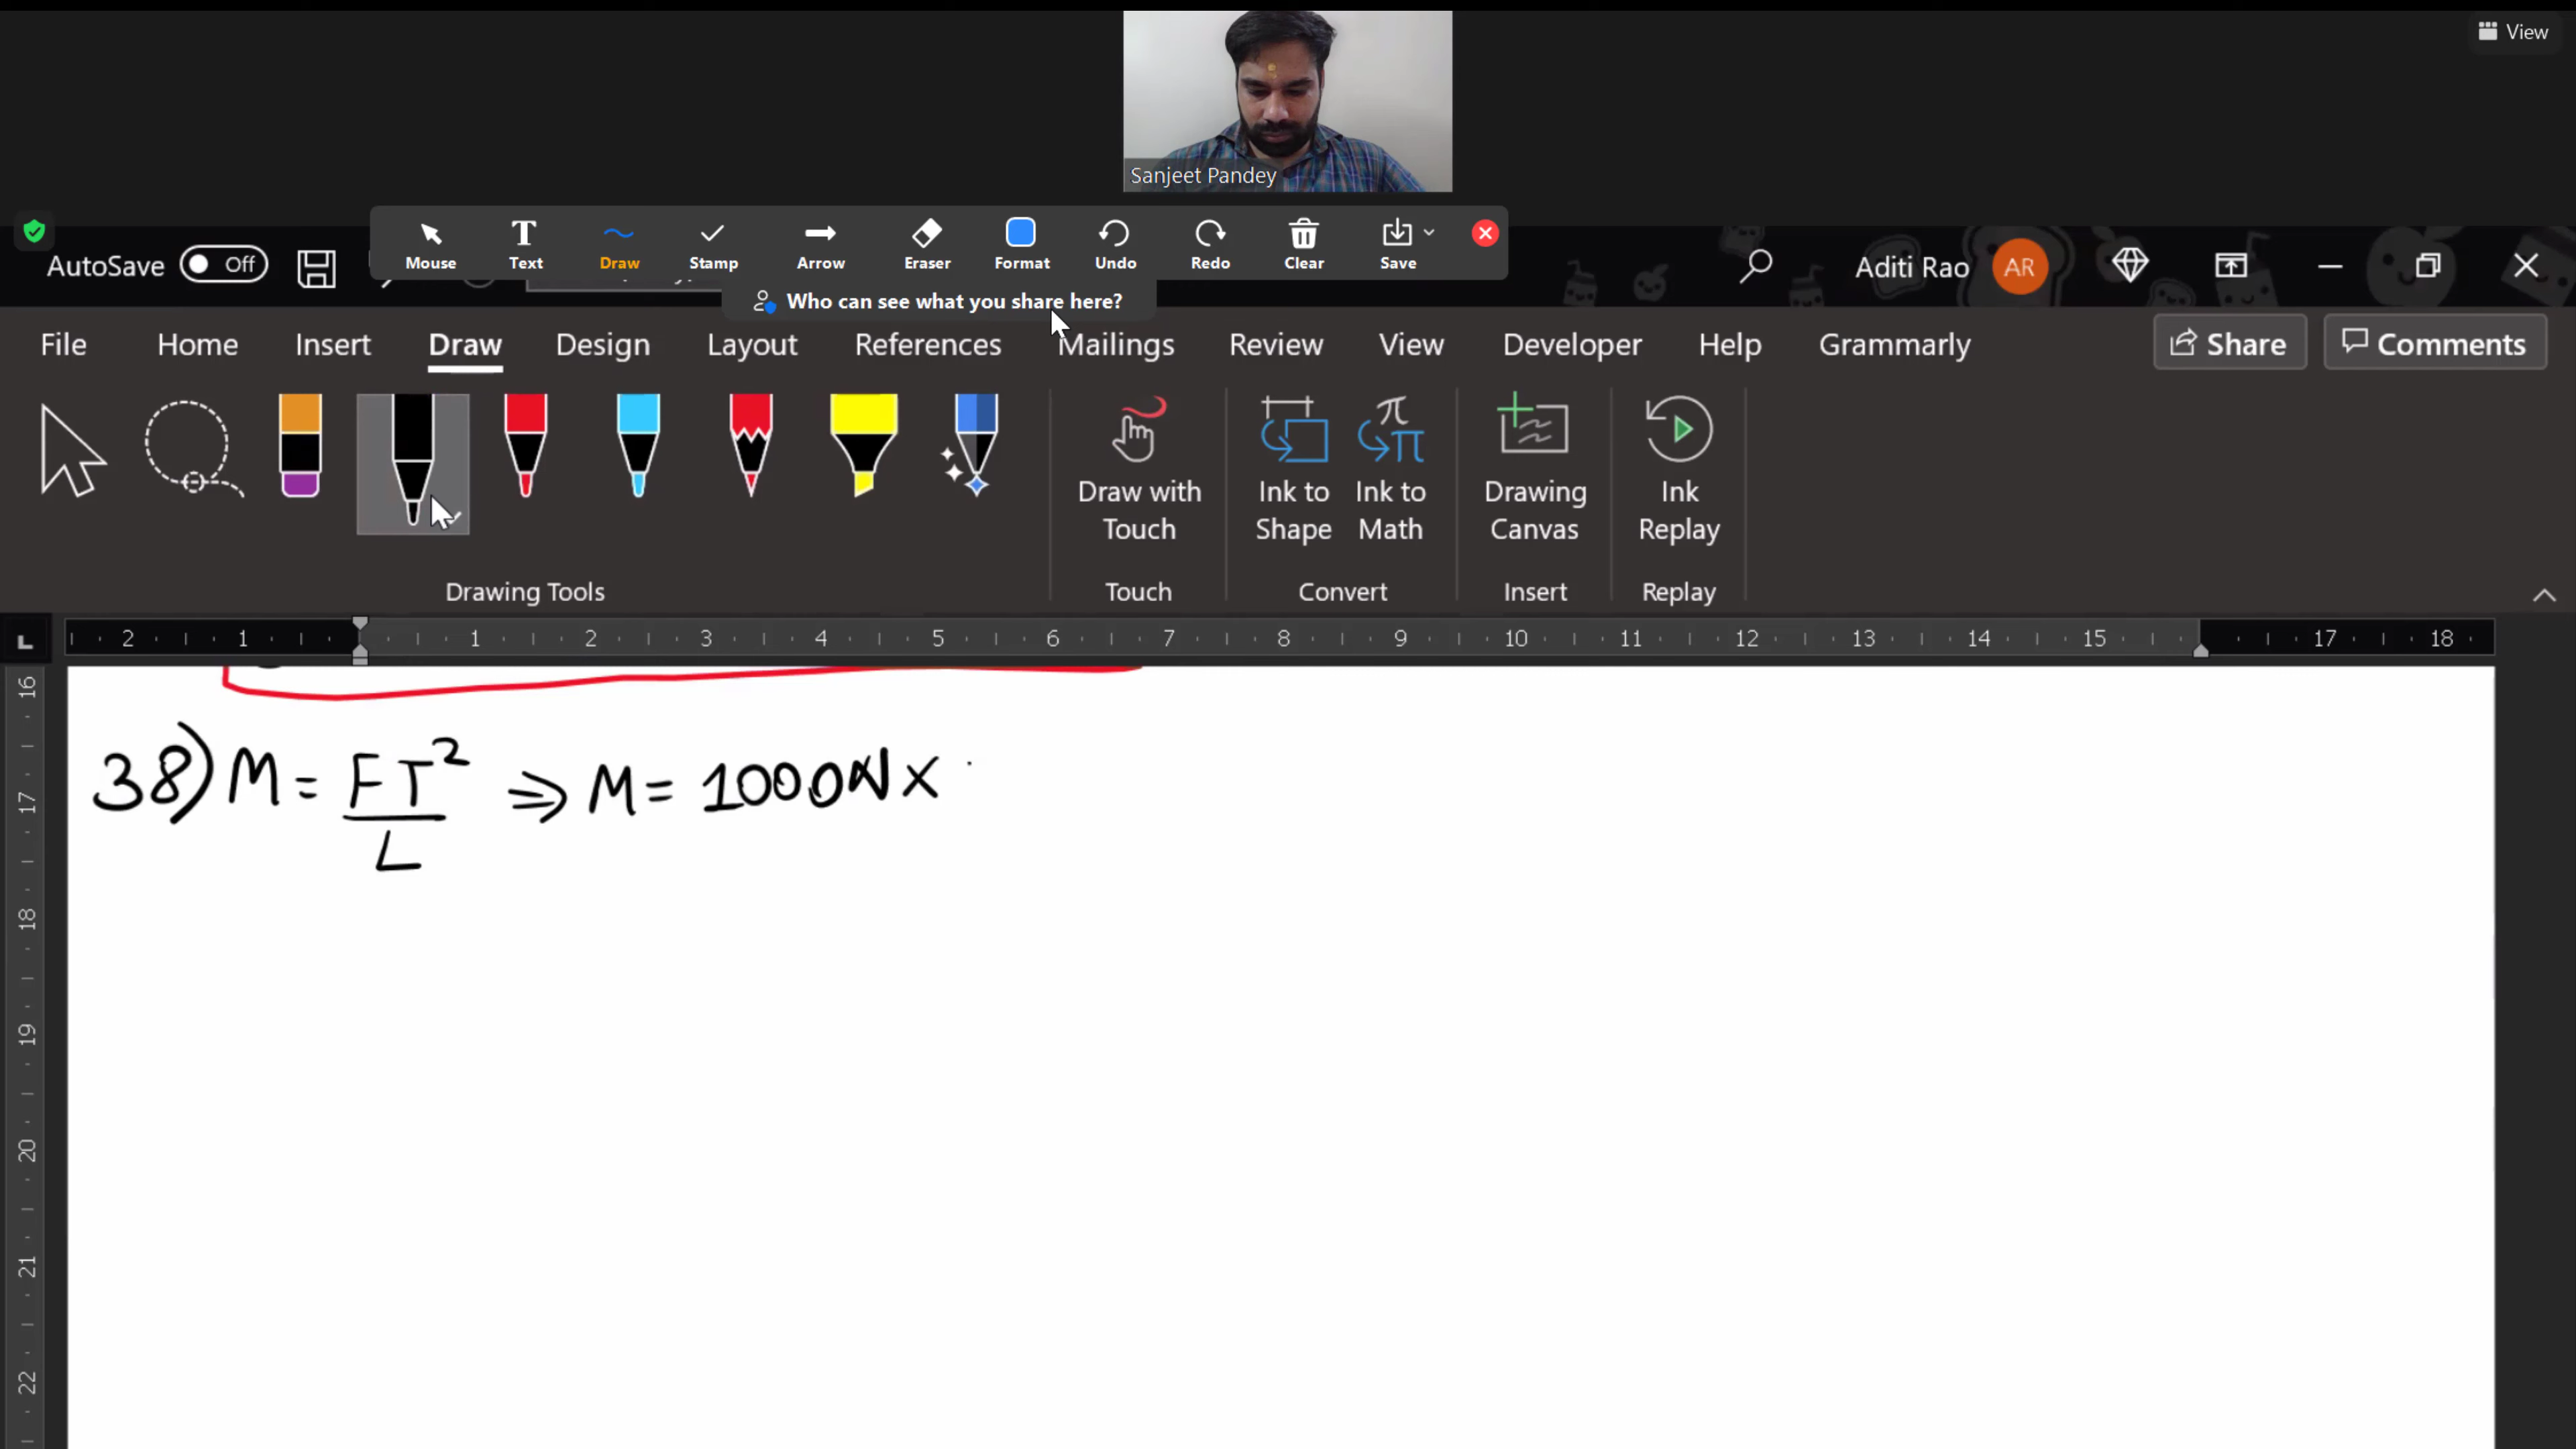 View
Sanjeet Pandey
Mouse Text Draw Stamp Arrow Eraser Format Undo Redo Clear Save
Who can see what you share here?
AutoSave Off
Aditi Rao AR
File Home Insert Draw Design Layout References Mailings Review View Developer Help Grammarly Share Comments
Draw with Touch
Ink to Shape
Ink to Math
Drawing Canvas
Ink Replay
Drawing Tools Touch Convert Insert Replay
L 2 1 1 2 3 4 5 6 7 8 9 10 11 12 13 14 15 17 18
16
17
18
19
20
21
22
38) M = FT²/L ⇒ M = 1000N X